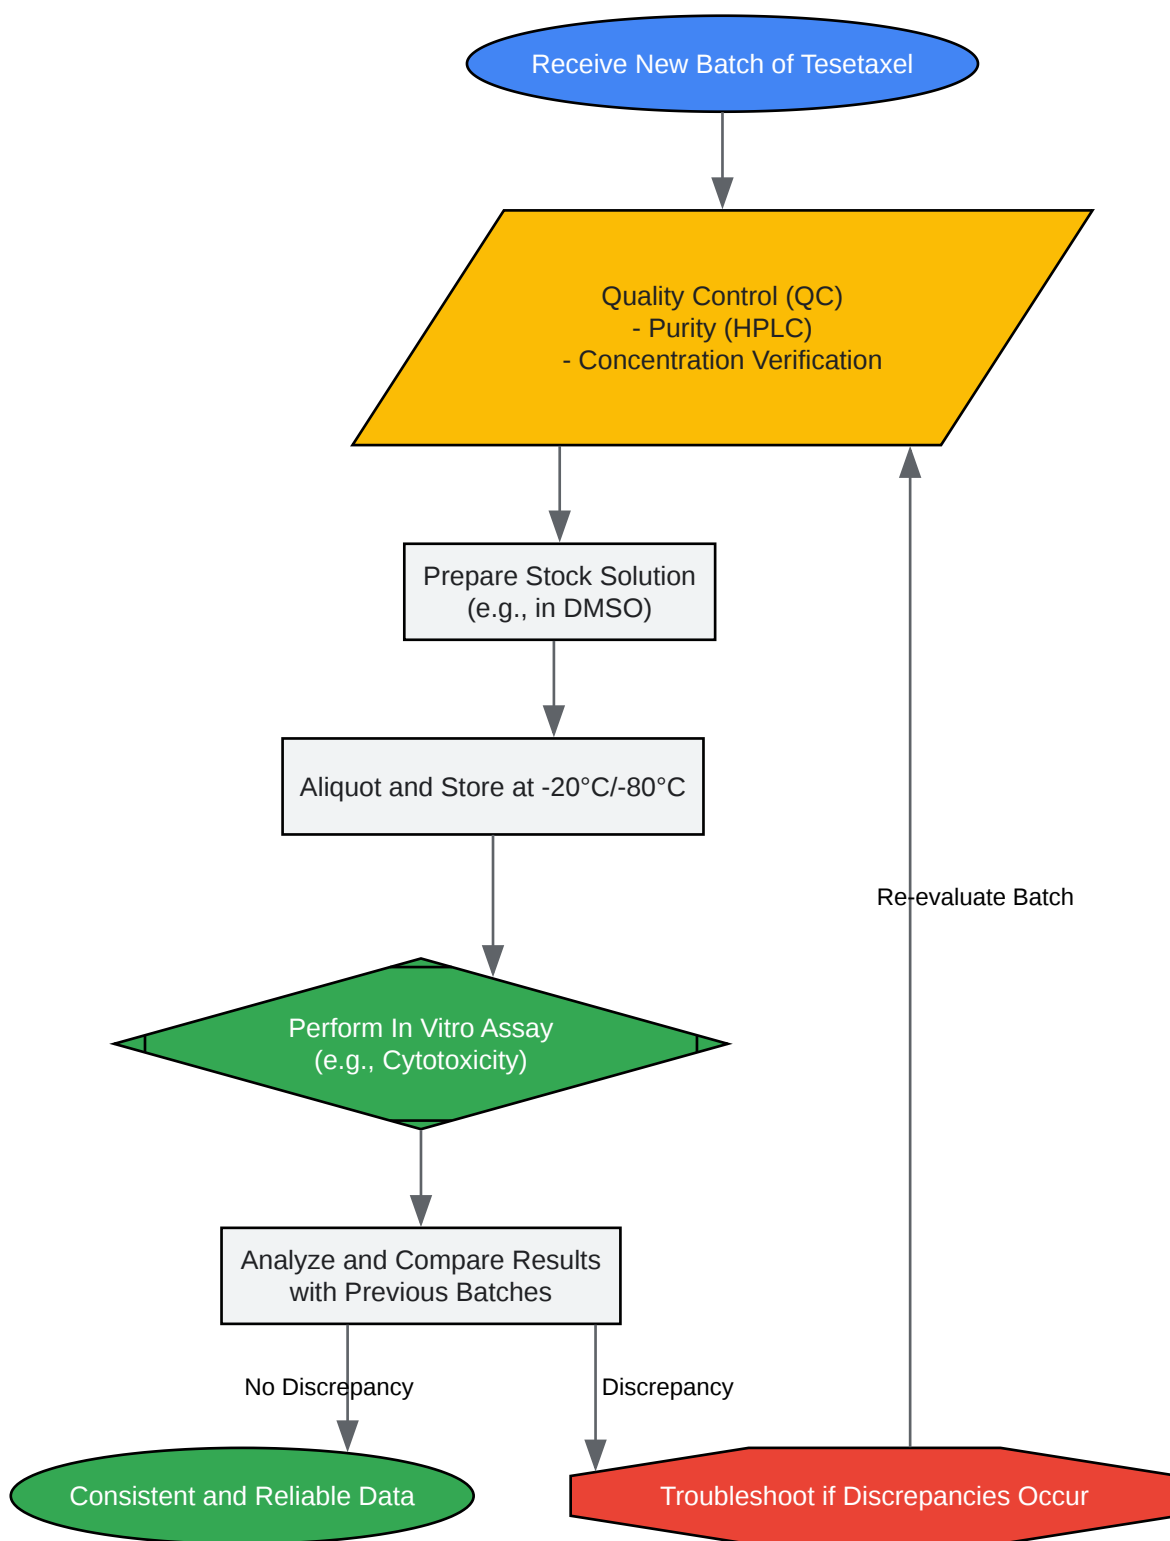 Receive New Batch of Tesetaxel
Quality Control (QC)
- Purity (HPLC)
- Concentration Verification
Prepare Stock Solution
(e.g., in DMSO)
Aliquot and Store at -20°C/-80°C
Re-evaluate Batch
Perform In Vitro Assay
(e.g., Cytotoxicity)
Analyze and Compare Results
with Previous Batches
No Discrepancy
Discrepancy
Consistent and Reliable Data
Troubleshoot if Discrepancies Occur